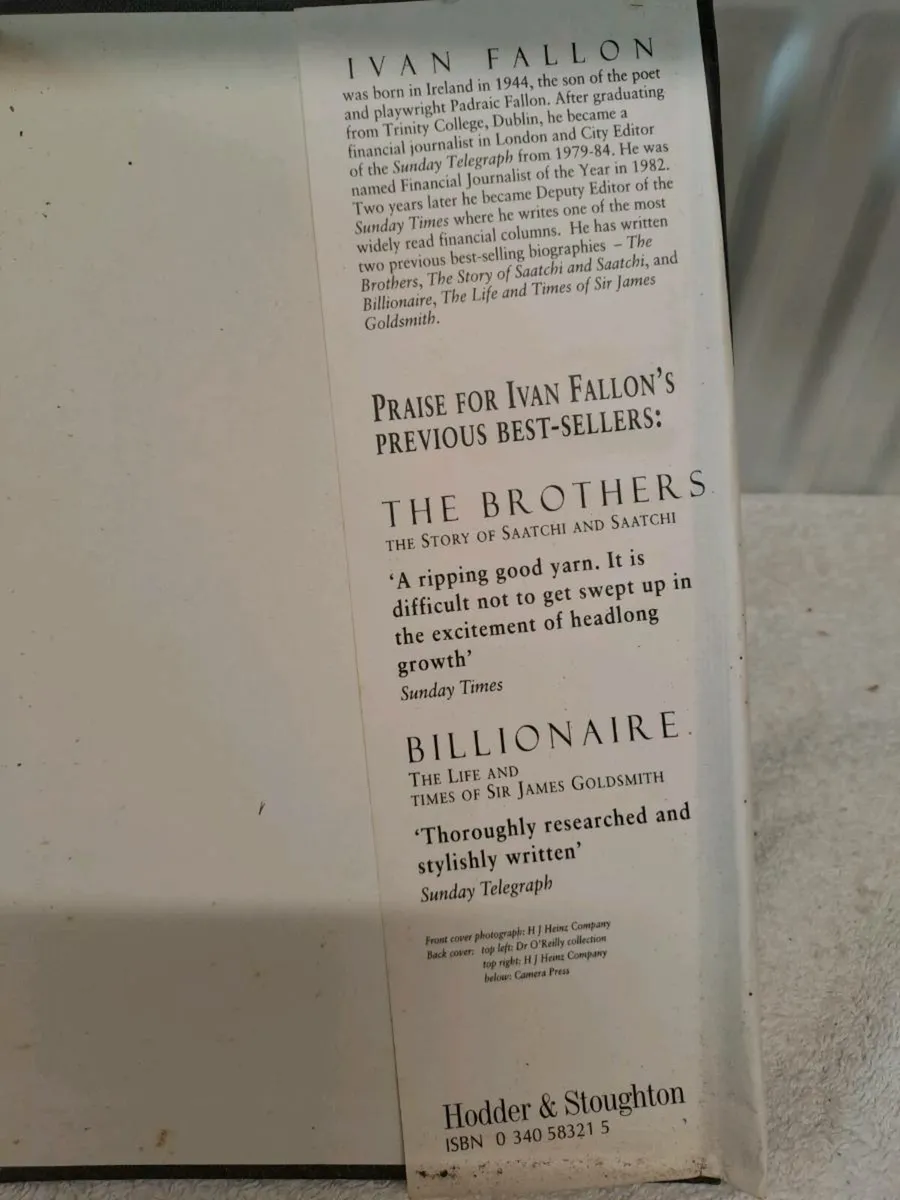 IVAN FALLON
was born in Ireland in 1944, the son of the poet
and playwright Padraic Fallon. After graduating
from Trinity College, Dublin, he became a
financial journalist in London and City Editor
of the Sunday Telegraph from 1979-84. He was
named Financial Journalist of the Year in 1982.
Two years later he became Deputy Editor of the
Sunday Times where he writes one of the most
widely read financial columns. He has written
two previous best-selling biographies – The
Brothers, The Story of Saatchi and Saatchi, and
Billionaire, The Life and Times of Sir James
Goldsmith.
PRAISE FOR IVAN FALLON'S
PREVIOUS BEST-SELLERS:
THE BROTHERS
THE STORY OF SAATCHI AND SAATCHI
‘A ripping good yarn. It is
difficult not to get swept up in
the excitement of headlong
growth’
Sunday Times
BILLIONAIRE
THE LIFE AND
TIMES OF SIR JAMES GOLDSMITH
‘Thoroughly researched and
stylishly written’
Sunday Telegraph
Front cover photograph: H J Heinz Company
Back cover: top left: Dr O'Reilly collection
top right: H J Heinz Company
below: Camera Press
Hodder & Stoughton
ISBN 0 340 58321 5